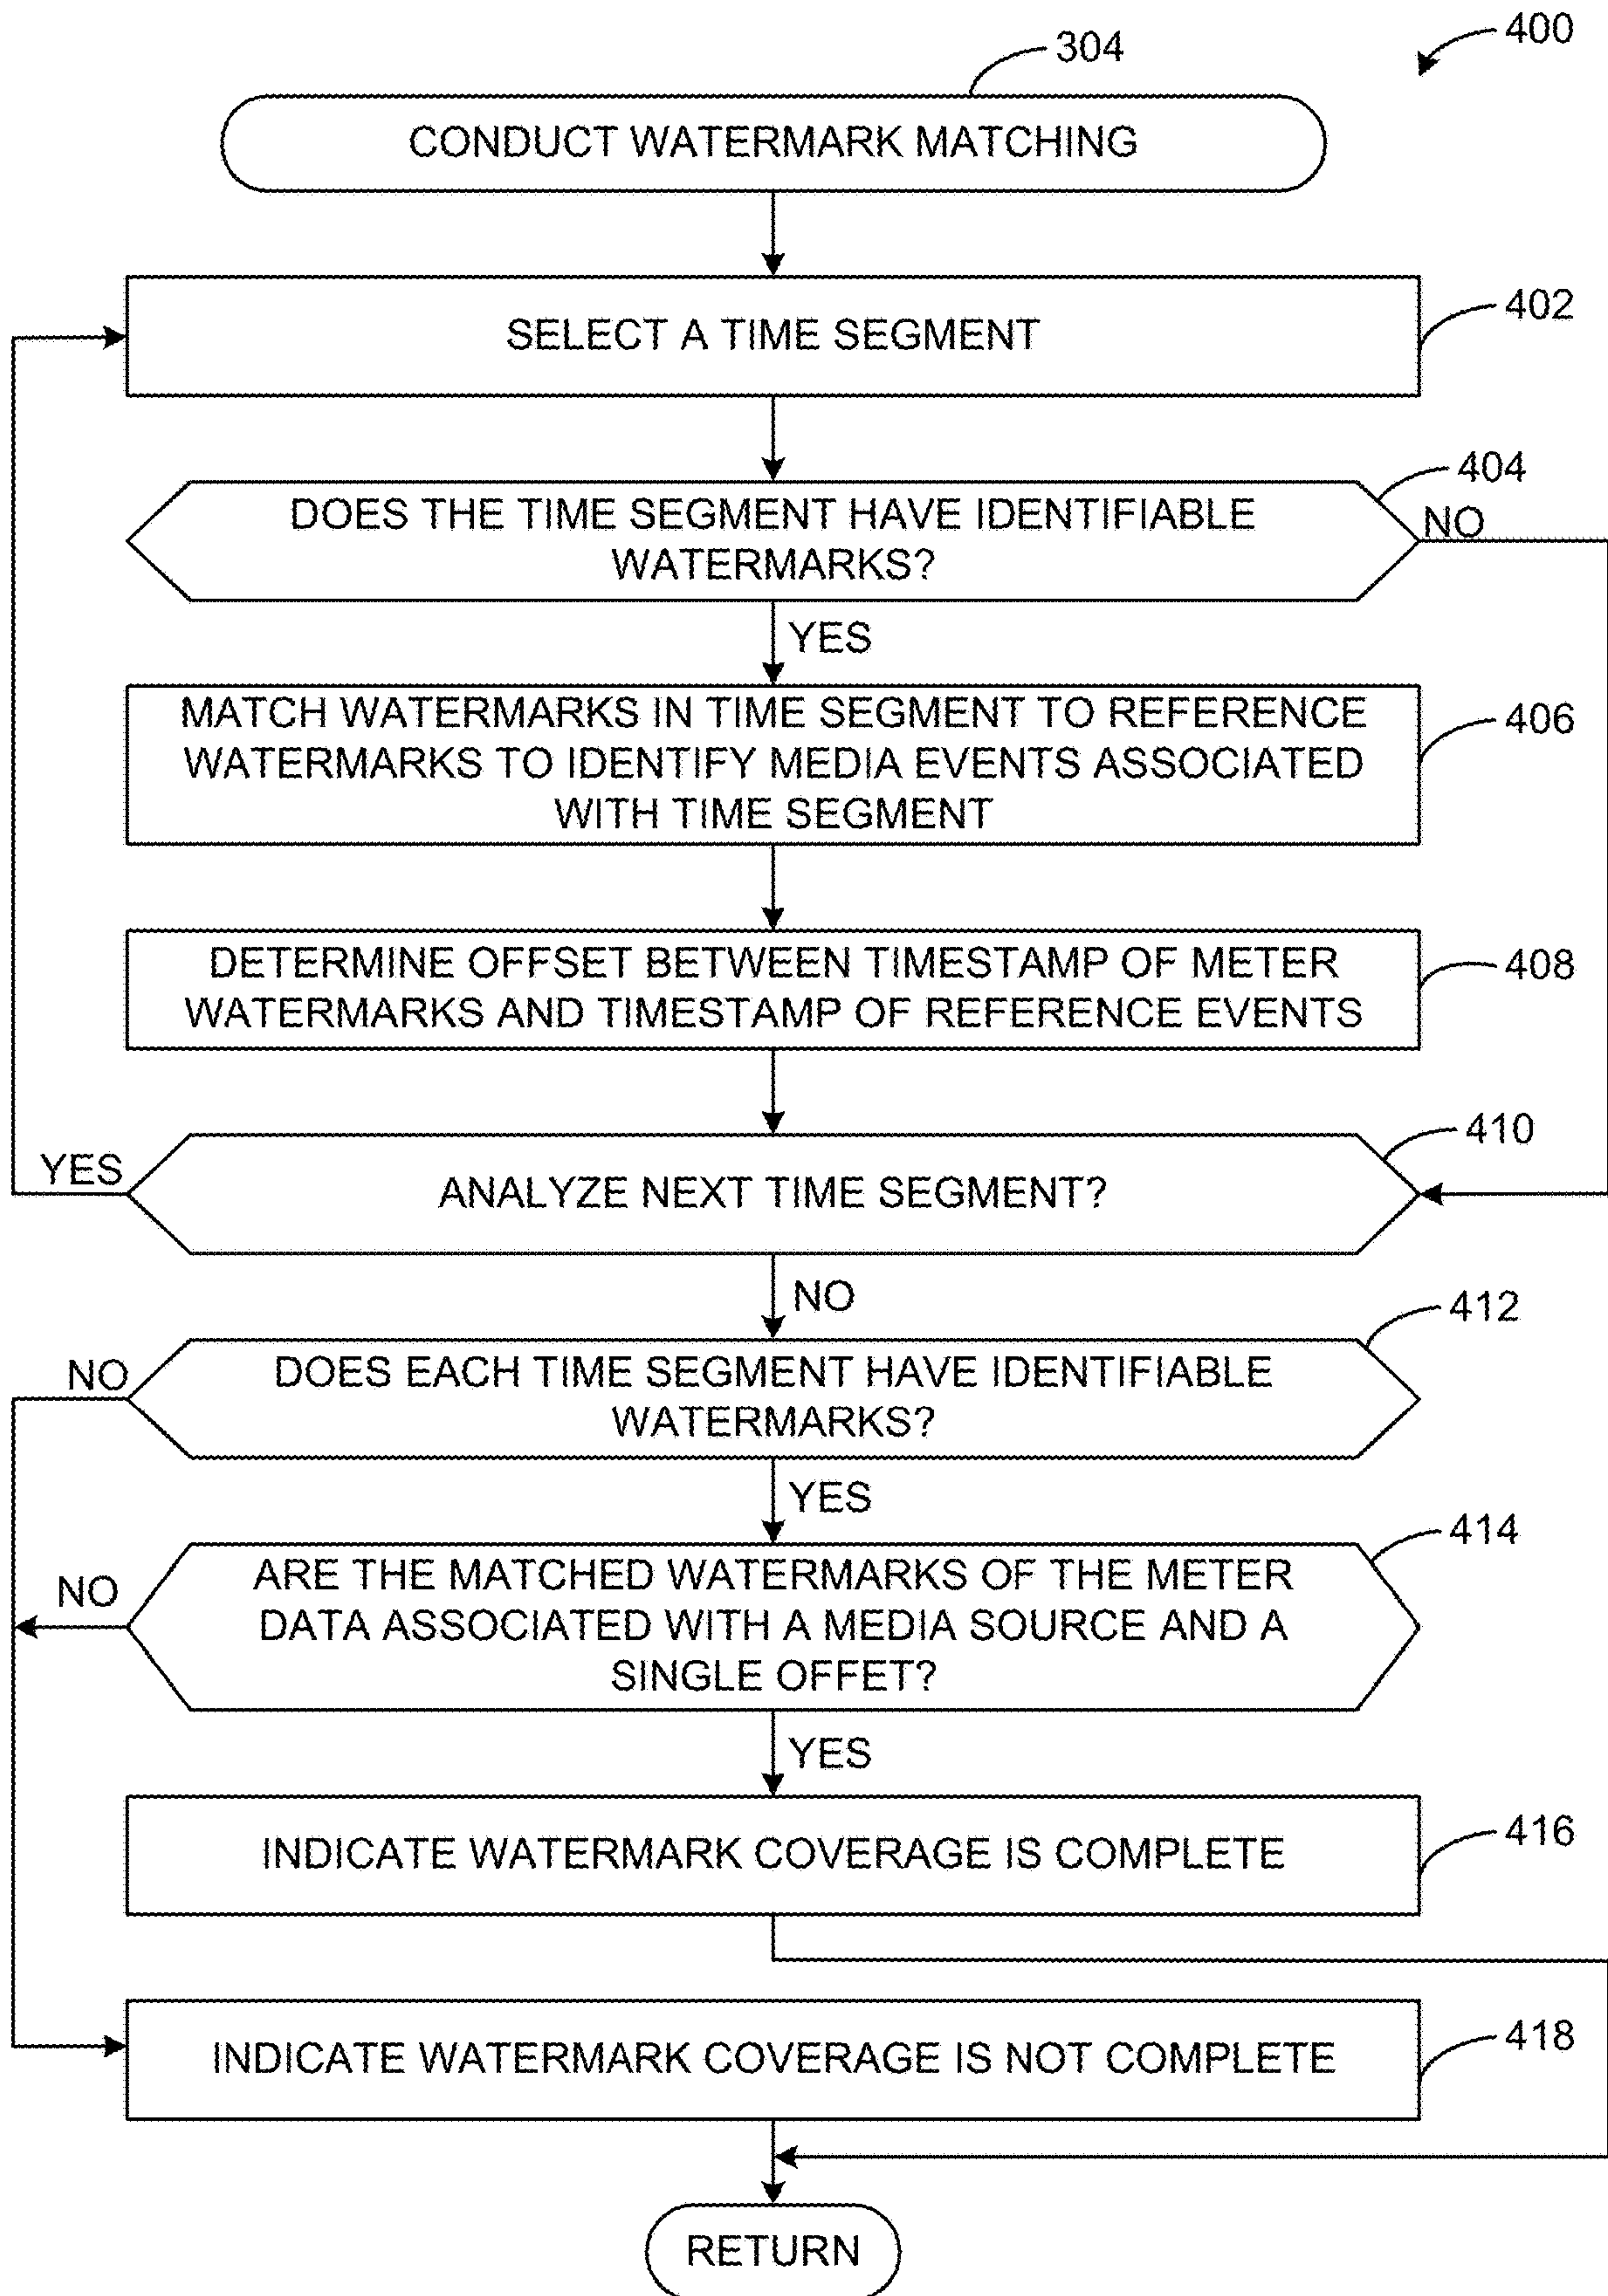 304
400
CONDUCT WATERMARK MATCHING
SELECT A TIME SEGMENT
402
404
DOES THE TIME SEGMENT HAVE IDENTIFIABLE
WATERMARKS?
NO
YES
MATCH WATERMARKS IN TIME SEGMENT TO REFERENCE
WATERMARKS TO IDENTIFY MEDIA EVENTS ASSOCIATED
WITH TIME SEGMENT
406
DETERMINE OFFSET BETWEEN TIMESTAMP OF METER
WATERMARKS AND TIMESTAMP OF REFERENCE EVENTS
408
410
YES
ANALYZE NEXT TIME SEGMENT?
NO
412
NO
DOES EACH TIME SEGMENT HAVE IDENTIFIABLE
WATERMARKS?
YES
414
NO
ARE THE MATCHED WATERMARKS OF THE METER
DATA ASSOCIATED WITH A MEDIA SOURCE AND A
SINGLE OFFET?
YES
INDICATE WATERMARK COVERAGE IS COMPLETE
416
INDICATE WATERMARK COVERAGE IS NOT COMPLETE
418
RETURN